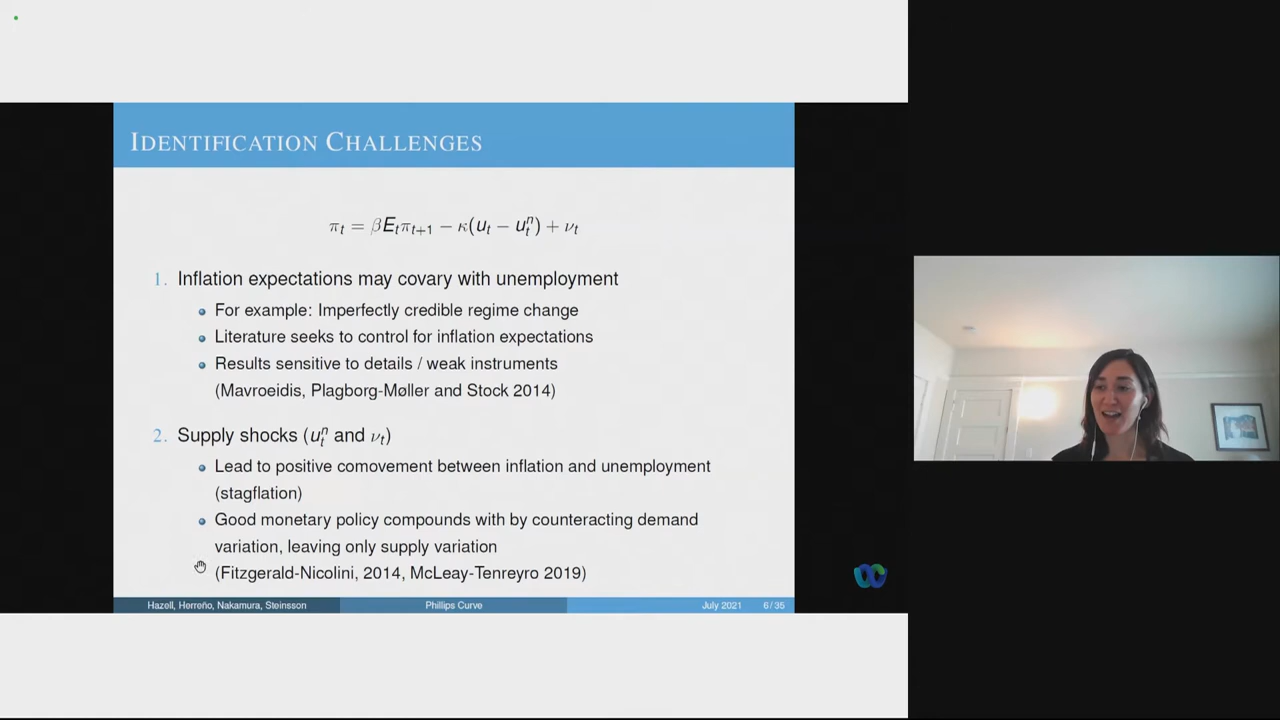 IDENTIFICATION CHALLENGES
πₜ = βEₜπₜ₊₁ − κ(uₜ − uₜⁿ) + νₜ
1. Inflation expectations may covary with unemployment
For example: Imperfectly credible regime change
Literature seeks to control for inflation expectations
Results sensitive to details / weak instruments
(Mavroeidis, Plagborg-Møller and Stock 2014)
2. Supply shocks (uₜⁿ and νₜ)
Lead to positive comovement between inflation and unemployment
(stagflation)
Good monetary policy compounds with by counteracting demand
variation, leaving only supply variation
(Fitzgerald-Nicolini, 2014, McLeay-Tenreyro 2019)
Hazell, Herreño, Nakamura, Steinsson Phillips Curve July 2021 6 / 35